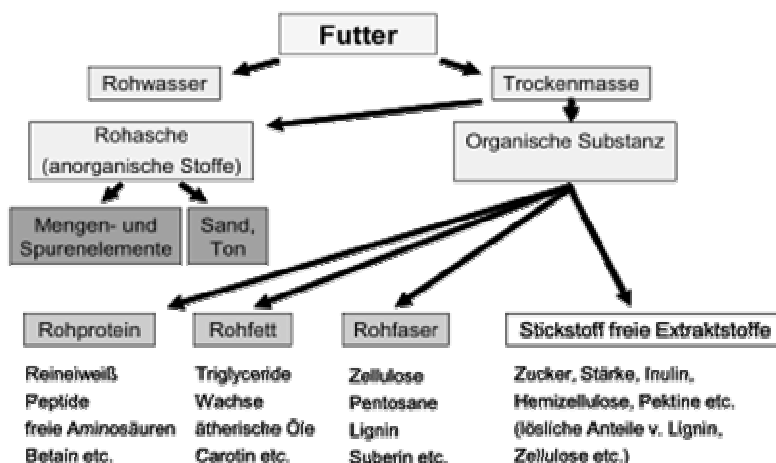 Futter
Rohwasser
Trockenmasse
Rohasche
(anorganische Stoffe)
Organische Substanz
Mengen- und
Spurenelemente
Sand,
Ton
Rohprotein
Rohfett
Rohfaser
Stickstoff freie Extraktstoffe
Reineiweiß
Peptide
freie Aminosäuren
Betain etc.
Triglyceride
Wachse
ätherische Öle
Carotin etc.
Zellulose
Pentosane
Lignin
Suberin etc.
Zucker, Stärke, Inulin,
Hemizellulose, Pektine etc.
(lösliche Anteile v. Lignin,
Zellulose etc.)